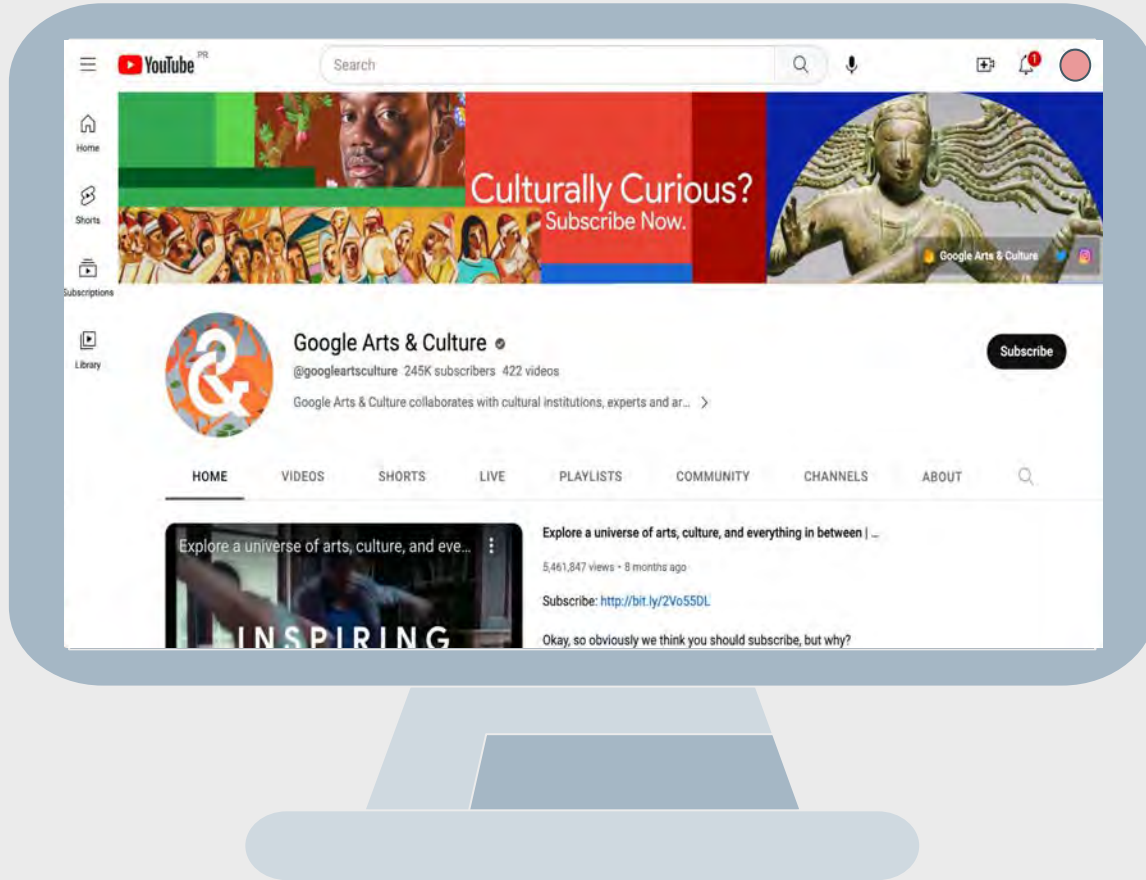 YouTube PR
Search
1
Home
Shorts
Subscriptions
Library
Culturally Curious?
Subscribe Now.
Google Arts & Culture
Google Arts & Culture
@googleartsculture 245K subscribers 422 videos
Google Arts & Culture collaborates with cultural institutions, experts and ar...
Subscribe
HOME VIDEOS SHORTS LIVE PLAYLISTS COMMUNITY CHANNELS ABOUT
Explore a universe of arts, culture, and eve...
INSPIRING
Explore a universe of arts, culture, and everything in between | ...
5,461,847 views • 8 months ago
Subscribe: http://bit.ly/2Vo55DL
Okay, so obviously we think you should subscribe, but why?